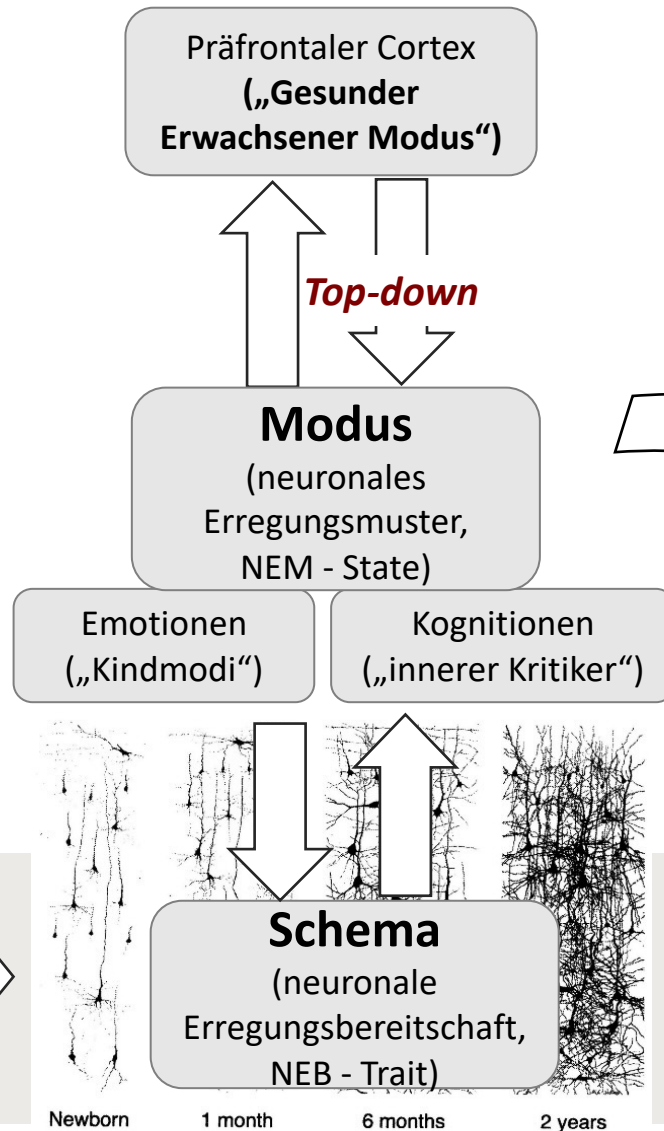 Präfrontaler Cortex
(„Gesunder
Erwachsener Modus“)
Top-down
Modus
(neuronales
Erregungsmuster,
NEM - State)
Emotionen
(„Kindmodi“)
Kognitionen
(„innerer Kritiker“)
Schema
(neuronale
Erregungsbereitschaft,
NEB - Trait)
Newborn
1 month
6 months
2 years